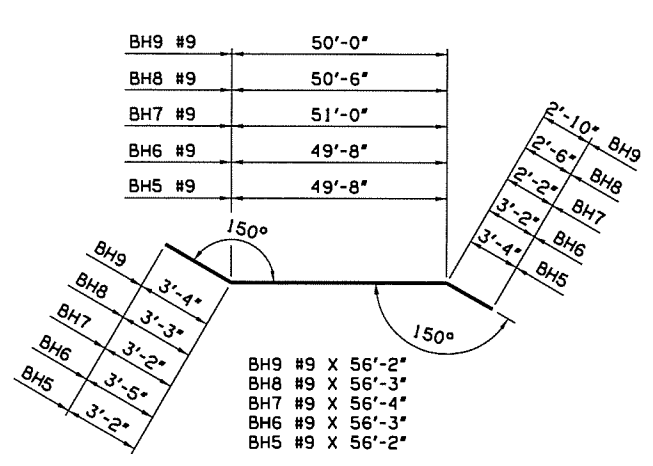 BH9 #9 50'-0"
BH8 #9 50'-6"
BH7 #9 51'-0"
BH6 #9 49'-8"
BH5 #9 49'-8"
2'-10" BH9
2'-6" BH8
2'-2" BH7
3'-2" BH6
3'-4" BH5
150°
BH9 3'-4"
BH8 3'-3"
BH7 3'-2"
BH6 3'-5"
BH5 3'-2"
150°
BH9 #9 X 56'-2"
BH8 #9 X 56'-3"
BH7 #9 X 56'-4"
BH6 #9 X 56'-3"
BH5 #9 X 56'-2"